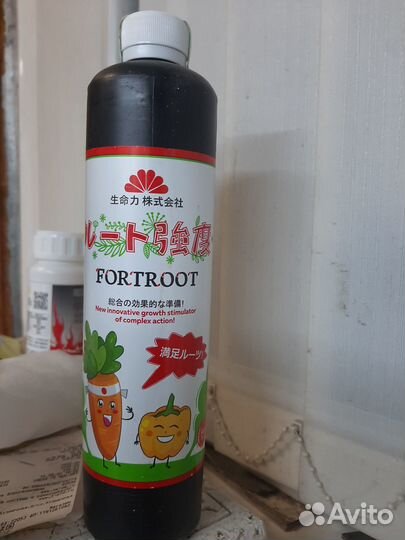 生命力 株式会社
ルート強度
FORTROOT
総合の効果的な準備!
New innovative growth stimulator
of complex action!
満足ルーツ!
Avito